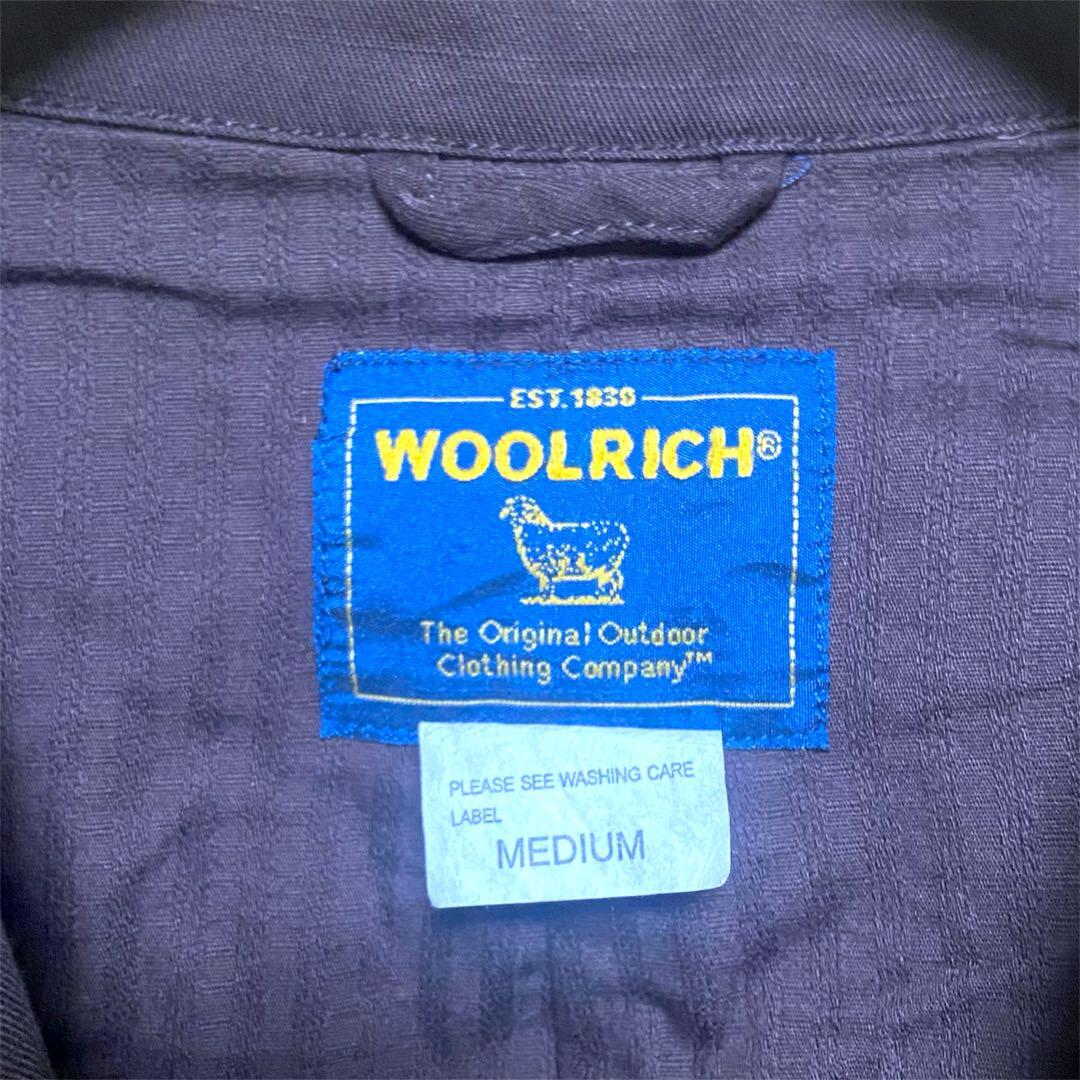 EST.1830
WOOLRICH®
The Original Outdoor
Clothing Company™
PLEASE SEE WASHING CARE
LABEL
MEDIUM